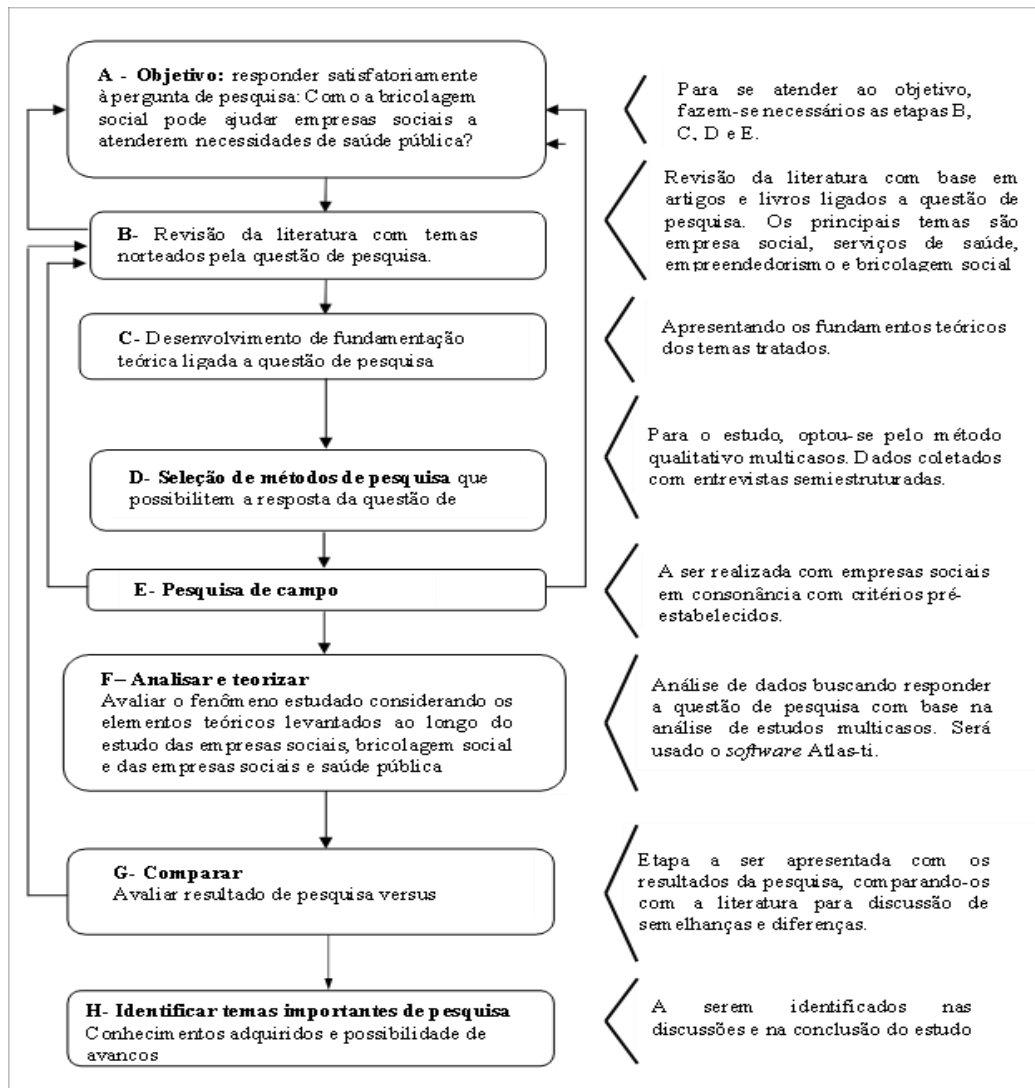 A - Objetivo: responder satisfatoriamente
à pergunta de pesquisa: Como a bricolagem
social pode ajudar empresas sociais a
atenderem necessidades de saúde pública?
Para se atender ao objetivo,
fazem-se necessários as etapas B,
C, D e E.
B- Revisão da literatura com temas
norteados pela questão de pesquisa.
Revisão da literatura com base em
artigos e livros ligados a questão de
pesquisa. Os principais temas são
empresa social, serviços de saúde,
empreendedorismo e bricolagem social
C- Desenvolvimento de fundamentação
teórica ligada a questão de pesquisa
Apresentando os fundamentos teóricos
dos temas tratados.
D- Seleção de métodos de pesquisa que
possibilitem a resposta da questão de
Para o estudo, optou-se pelo método
qualitativo multicasos. Dados coletados
com entrevistas semiestruturadas.
E- Pesquisa de campo
A ser realizada com empresas sociais
em consonância com critérios pré-
estabelecidos.
F– Analisar e teorizar
Avaliar o fenômeno estudado considerando os
elementos teóricos levantados ao longo do
estudo das empresas sociais, bricolagem social
e das empresas sociais e saúde pública
Análise de dados buscando responder
a questão de pesquisa com base na
análise de estudos multicasos. Será
usado o software Atlas-ti.
G- Comparar
Avaliar resultado de pesquisa versus
Etapa a ser apresentada com os
resultados da pesquisa, comparando-os
com a literatura para discussão de
semelhanças e diferenças.
H- Identificar temas importantes de pesquisa
Conhecimentos adquiridos e possibilidade de
avancos
A serem identificados nas
discussões e na conclusão do estudo